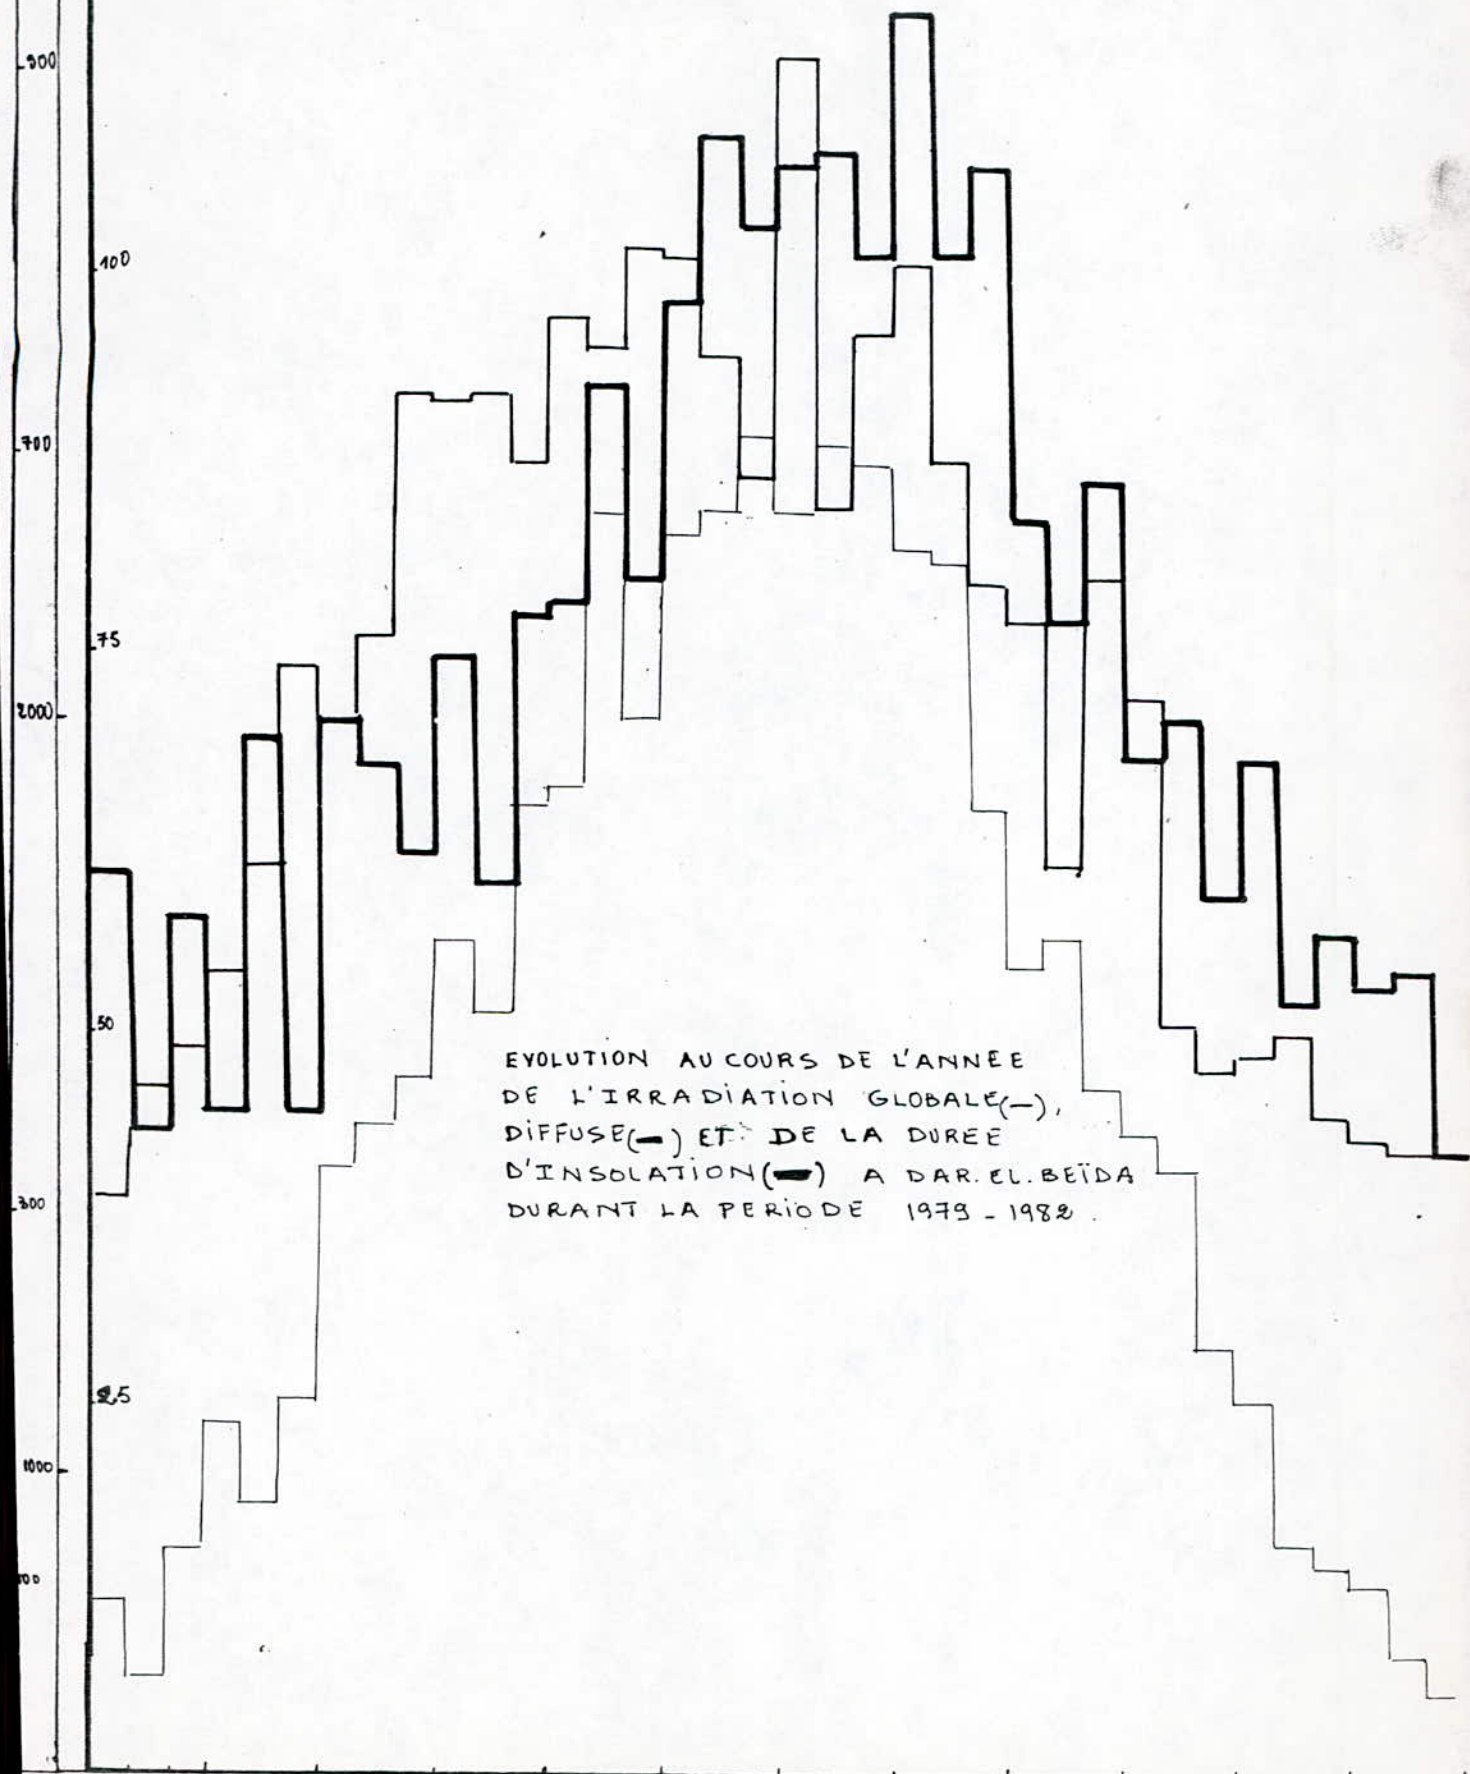 900
100
700
75
2000
50
EVOLUTION AU COURS DE L'ANNEE
DE L'IRRADIATION GLOBALE(—),
DIFFUSE(—) ET DE LA DUREE
D'INSOLATION(—) A DAR.EL.BEÏDA
DURANT LA PERIODE 1979-1982.
25
1000